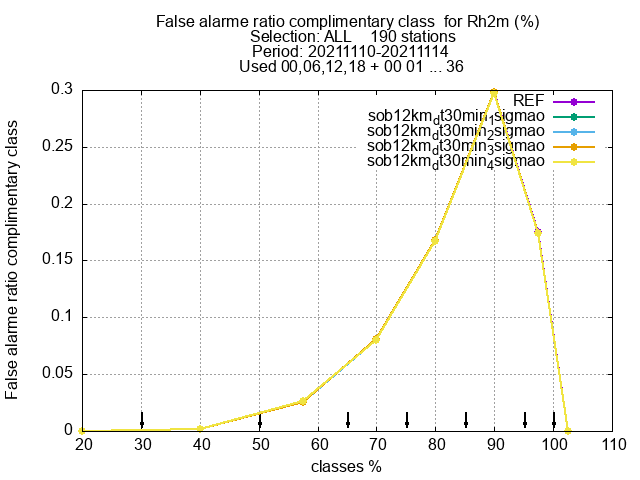 False alarme ratio complimentary class  for Rh2m (%)
Selection: ALL    190 stations
Period: 20211110-20211114
Used 00,06,12,18 + 00 01 ... 36
REF
sob12km_dt30min_1sigmao
sob12km_dt30min_2sigmao
sob12km_dt30min_3sigmao
sob12km_dt30min_4sigmao
False alarme ratio complimentary class
0.3
0.25
0.2
0.15
0.1
0.05
0
20 30 40 50 60 70 80 90 100 110
classes %